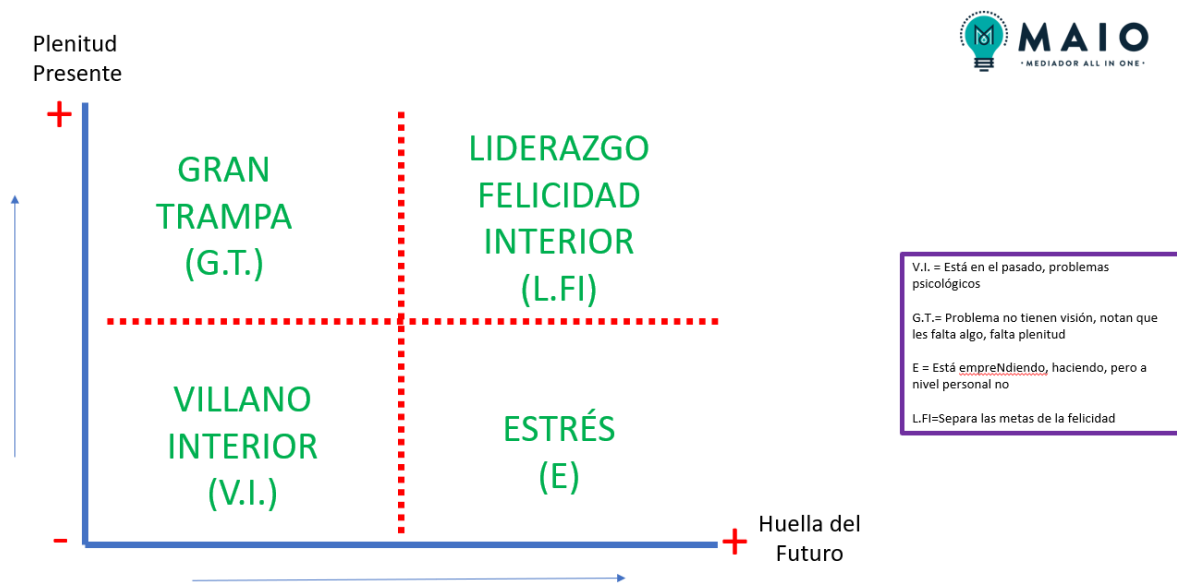 Plenitud
Presente
MAIO
·MEDIADOR ALL IN ONE·
+
GRAN
TRAMPA
(G.T.)
LIDERAZGO
FELICIDAD
INTERIOR
(L.FI)
V.I. = Está en el pasado, problemas
psicológicos
G.T.= Problema no tienen visión, notan que
les falta algo, falta plenitud
E = Está empreNdiendo, haciendo, pero a
nivel personal no
L.FI=Separa las metas de la felicidad
VILLANO
INTERIOR
(V.I.)
ESTRÉS
(E)
-
+
Huella del
Futuro